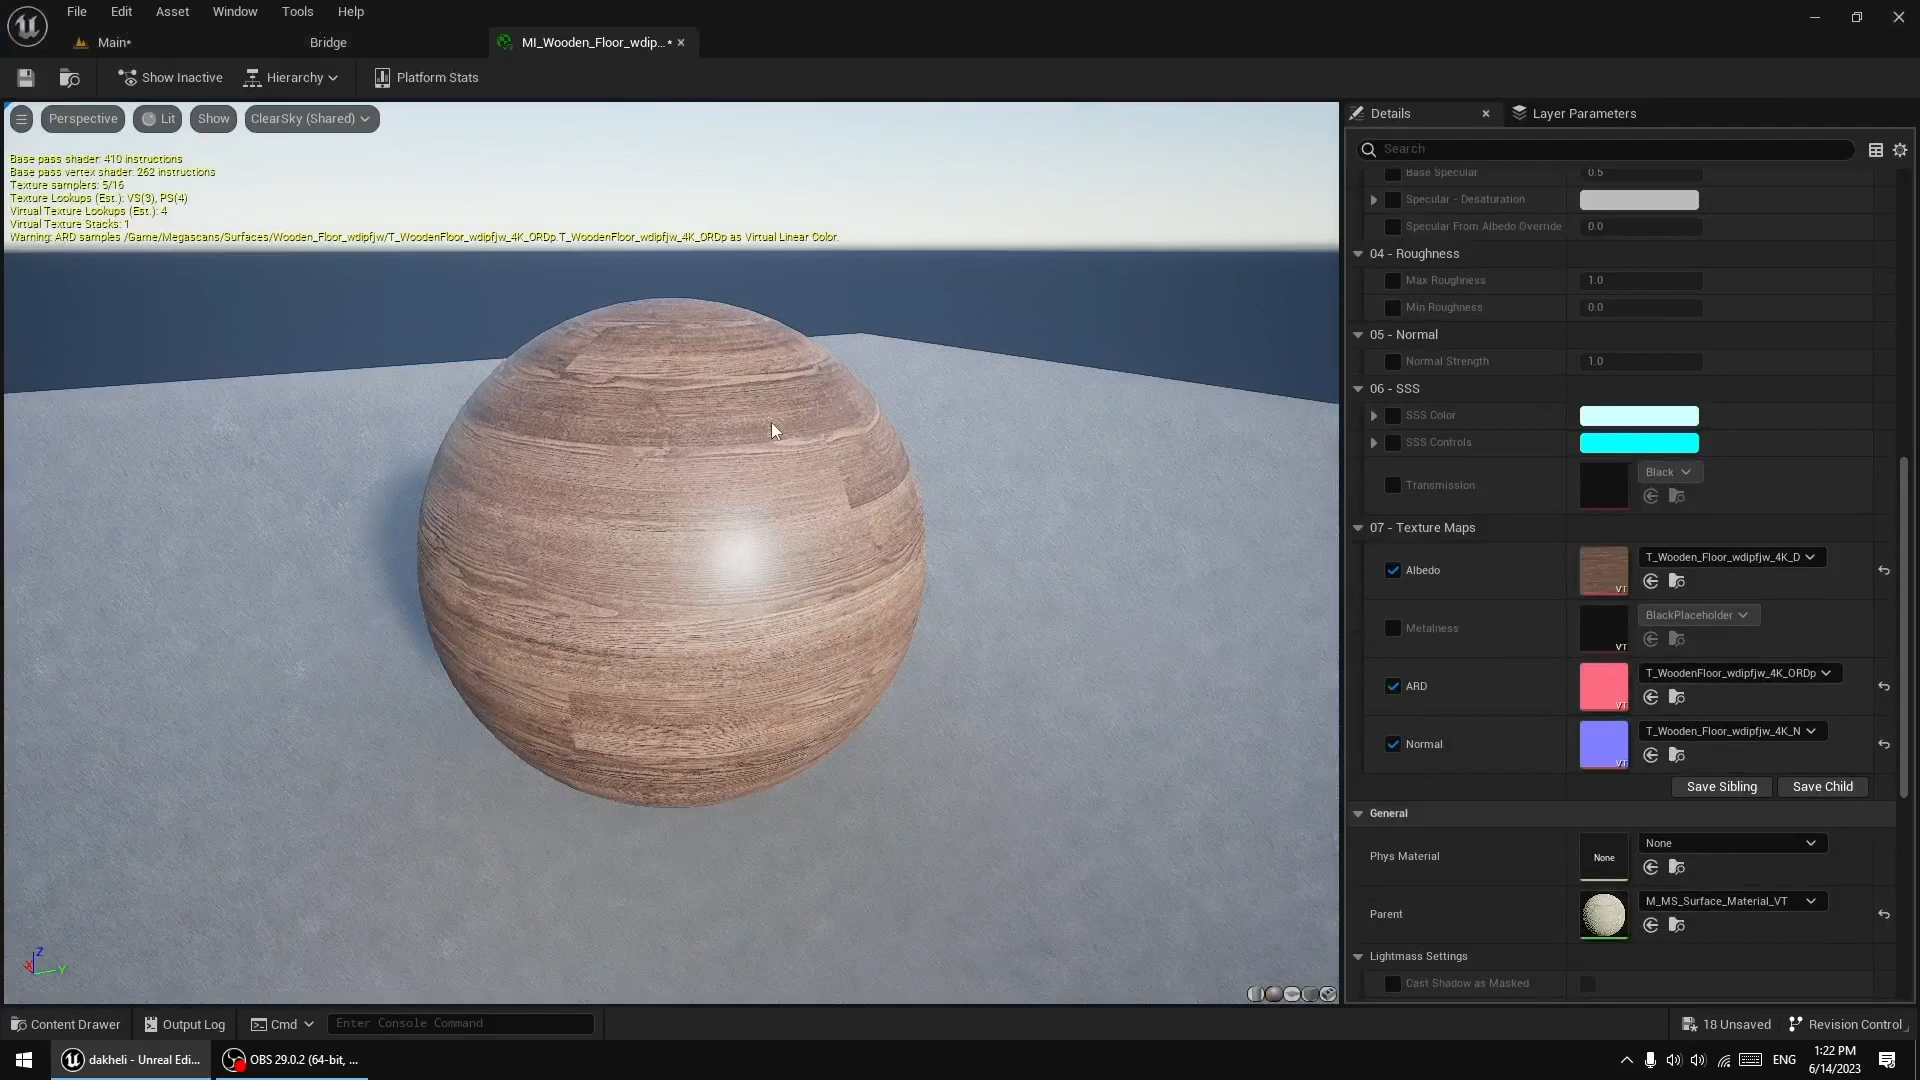 File Edit Asset Window Tools Help
Main*
Bridge
MI_Wooden_Floor_wdip...*
Show Inactive
Hierarchy
Platform Stats
Perspective
Lit
Show
ClearSky (Shared)
Base pass shader: 410 instructions
Base pass vertex shader: 262 instructions
Texture samplers: 5/16
Texture Lookups (Est.): VS(3), PS(4)
Virtual Texture Lookups (Est.): 4
Virtual Texture Stacks: 1
Warning: ARD samples /Game/Megascans/Surfaces/Wooden_Floor_wdipfjw/T_WoodenFloor_wdipfjw_4K_ORDp.T_WoodenFloor_wdipfjw_4K_ORDp as Virtual Linear Color.
Z
X
Y
Details
Layer Parameters
Search
Base Specular 0.5
Specular - Desaturation
Specular From Albedo Override 0.0
04 - Roughness
Max Roughness 1.0
Min Roughness 0.0
05 - Normal
Normal Strength 1.0
06 - SSS
SSS Color
SSS Controls
Transmission
Black
07 - Texture Maps
Albedo
VT
T_Wooden_Floor_wdipfjw_4K_D
Metalness
VT
BlackPlaceholder
ARD
VT
T_WoodenFloor_wdipfjw_4K_ORDp
Normal
VT
T_Wooden_Floor_wdipfjw_4K_N
Save Sibling
Save Child
General
Phys Material
None
None
Parent
M_MS_Surface_Material_VT
Lightmass Settings
Cast Shadow as Masked
Content Drawer
Output Log
Cmd
Enter Console Command
18 Unsaved
Revision Control
dakheli - Unreal Edi...
OBS 29.0.2 (64-bit, ...
ENG
1:22 PM
6/14/2023